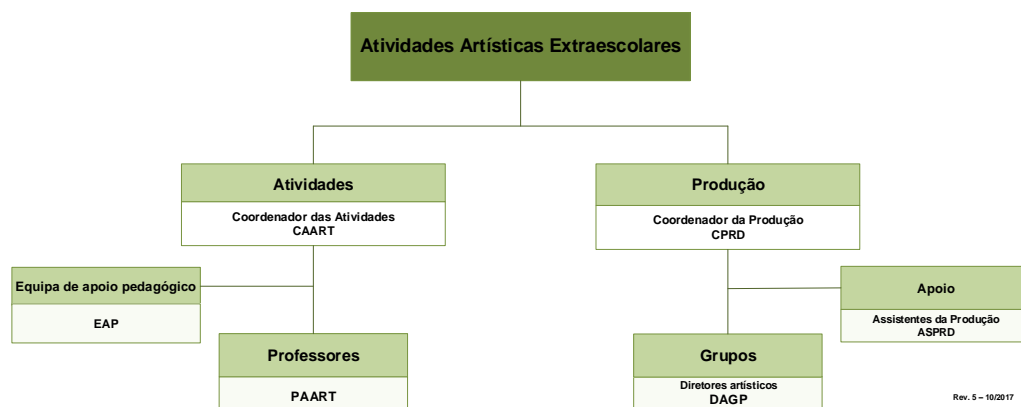 Atividades Artísticas Extraescolares
Atividades
Coordenador das Atividades
CAART
Produção
Coordenador da Produção
CPRD
Equipa de apoio pedagógico
EAP
Apoio
Assistentes da Produção
ASPRD
Professores
PAART
Grupos
Diretores artísticos
DAGP
Rev. 5 – 10/2017